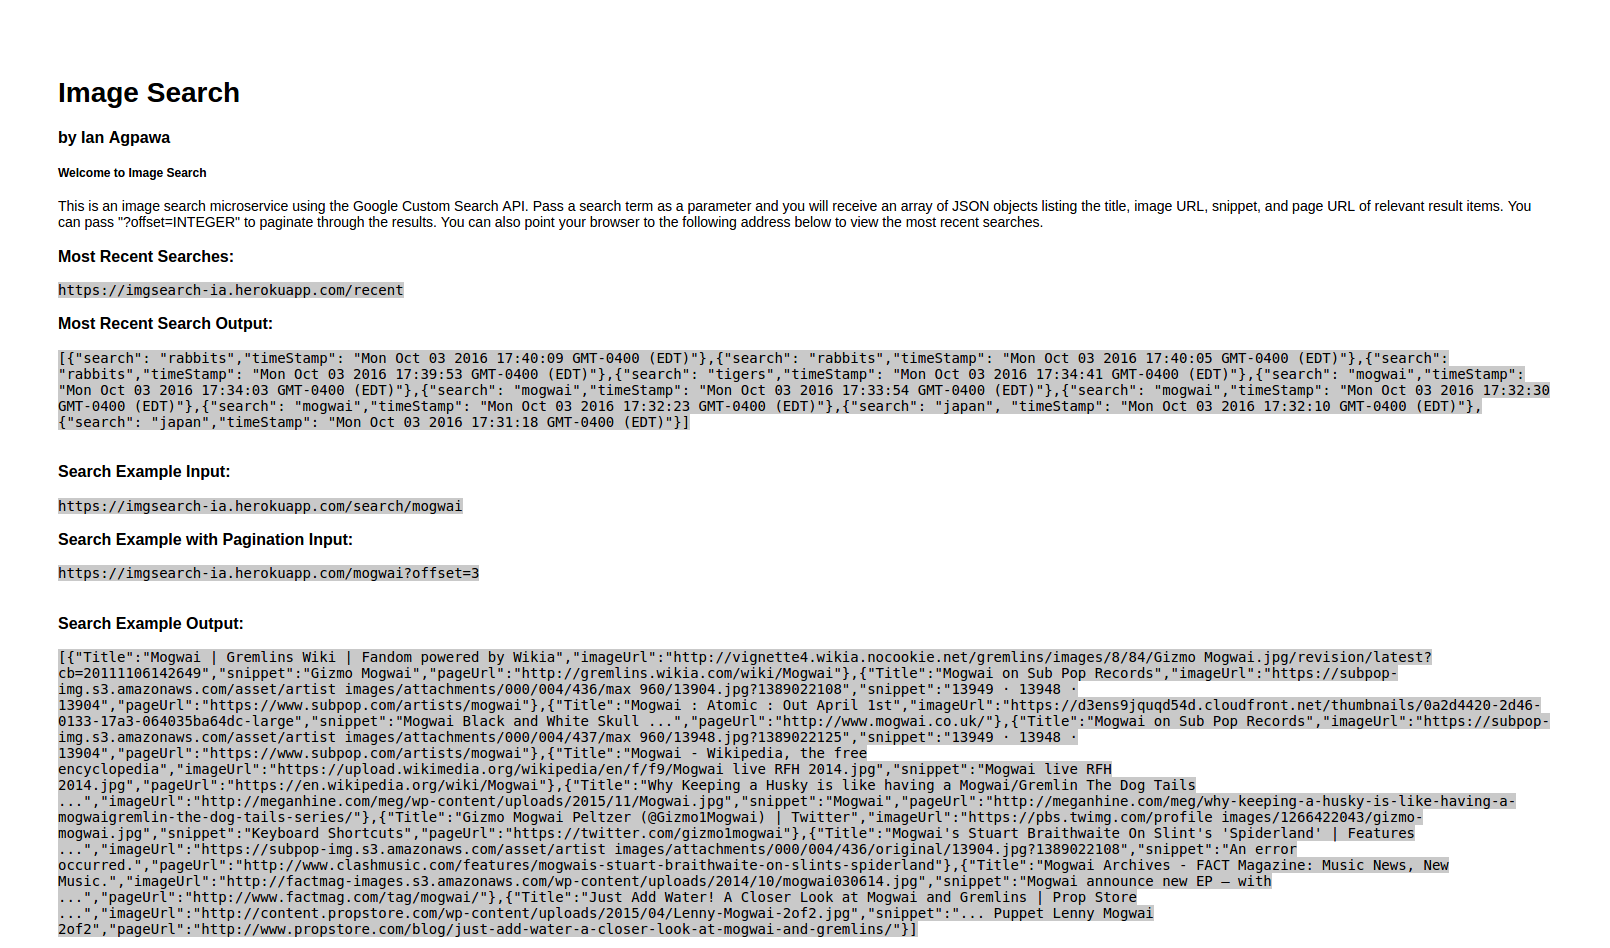 Image Search
by Ian Agpawa
Welcome to Image Search
This is an image search microservice using the Google Custom Search API. Pass a search term as a parameter and you will receive an array of JSON objects listing the title, image URL, snippet, and page URL of relevant result items. You
can pass "?offset=INTEGER" to paginate through the results. You can also point your browser to the following address below to view the most recent searches.
Most Recent Searches:
https://imgsearch-ia.herokuapp.com/recent
Most Recent Search Output:
[{"search": "rabbits","timeStamp": "Mon Oct 03 2016 17:40:09 GMT-0400 (EDT)"},{"search": "rabbits","timeStamp": "Mon Oct 03 2016 17:40:05 GMT-0400 (EDT)"},{"search":
"rabbits","timeStamp": "Mon Oct 03 2016 17:39:53 GMT-0400 (EDT)"},{"search": "tigers","timeStamp": "Mon Oct 03 2016 17:34:41 GMT-0400 (EDT)"},{"search": "mogwai","timeStamp":
"Mon Oct 03 2016 17:34:03 GMT-0400 (EDT)"},{"search": "mogwai","timeStamp": "Mon Oct 03 2016 17:33:54 GMT-0400 (EDT)"},{"search": "mogwai","timeStamp": "Mon Oct 03 2016 17:32:30
GMT-0400 (EDT)"},{"search": "mogwai","timeStamp": "Mon Oct 03 2016 17:32:23 GMT-0400 (EDT)"},{"search": "japan", "timeStamp": "Mon Oct 03 2016 17:32:10 GMT-0400 (EDT)"},
{"search": "japan","timeStamp": "Mon Oct 03 2016 17:31:18 GMT-0400 (EDT)"}]
Search Example Input:
https://imgsearch-ia.herokuapp.com/search/mogwai
Search Example with Pagination Input:
https://imgsearch-ia.herokuapp.com/mogwai?offset=3
Search Example Output:
[{"Title":"Mogwai | Gremlins Wiki | Fandom powered by Wikia","imageUrl":"http://vignette4.wikia.nocookie.net/gremlins/images/8/84/Gizmo Mogwai.jpg/revision/latest?
cb=20111106142649","snippet":"Gizmo Mogwai","pageUrl":"http://gremlins.wikia.com/wiki/Mogwai"},{"Title":"Mogwai on Sub Pop Records","imageUrl":"https://subpop-
img.s3.amazonaws.com/asset/artist images/attachments/000/004/436/max 960/13904.jpg?1389022108","snippet":"13949 · 13948 ·
13904","pageUrl":"https://www.subpop.com/artists/mogwai"},{"Title":"Mogwai : Atomic : Out April 1st","imageUrl":"https://d3ens9jquqd54d.cloudfront.net/thumbnails/0a2d4420-2d46-
0133-17a3-064035ba64dc-large","snippet":"Mogwai Black and White Skull ...","pageUrl":"http://www.mogwai.co.uk/"},{"Title":"Mogwai on Sub Pop Records","imageUrl":"https://subpop-
img.s3.amazonaws.com/asset/artist images/attachments/000/004/437/max 960/13948.jpg?1389022125","snippet":"13949 · 13948 ·
13904","pageUrl":"https://www.subpop.com/artists/mogwai"},{"Title":"Mogwai - Wikipedia, the free
encyclopedia","imageUrl":"https://upload.wikimedia.org/wikipedia/en/f/f9/Mogwai live RFH 2014.jpg","snippet":"Mogwai live RFH
2014.jpg","pageUrl":"https://en.wikipedia.org/wiki/Mogwai"},{"Title":"Why Keeping a Husky is like having a Mogwai/Gremlin The Dog Tails
...","imageUrl":"http://meganhine.com/meg/wp-content/uploads/2015/11/Mogwai.jpg","snippet":"Mogwai","pageUrl":"http://meganhine.com/meg/why-keeping-a-husky-is-like-having-a-
mogwaigremlin-the-dog-tails-series/"},{"Title":"Gizmo Mogwai Peltzer (@Gizmo1Mogwai) | Twitter","imageUrl":"https://pbs.twimg.com/profile images/1266422043/gizmo-
mogwai.jpg","snippet":"Keyboard Shortcuts","pageUrl":"https://twitter.com/gizmo1mogwai"},{"Title":"Mogwai's Stuart Braithwaite On Slint's 'Spiderland' | Features
...","imageUrl":"https://subpop-img.s3.amazonaws.com/asset/artist images/attachments/000/004/436/original/13904.jpg?1389022108","snippet":"An error
occurred.","pageUrl":"http://www.clashmusic.com/features/mogwais-stuart-braithwaite-on-slints-spiderland"},{"Title":"Mogwai Archives - FACT Magazine: Music News, New
Music.","imageUrl":"http://factmag-images.s3.amazonaws.com/wp-content/uploads/2014/10/mogwai030614.jpg","snippet":"Mogwai announce new EP – with
...","pageUrl":"http://www.factmag.com/tag/mogwai/"},{"Title":"Just Add Water! A Closer Look at Mogwai and Gremlins | Prop Store
...","imageUrl":"http://content.propstore.com/wp-content/uploads/2015/04/Lenny-Mogwai-2of2.jpg","snippet":"... Puppet Lenny Mogwai
2of2","pageUrl":"http://www.propstore.com/blog/just-add-water-a-closer-look-at-mogwai-and-gremlins/"}]